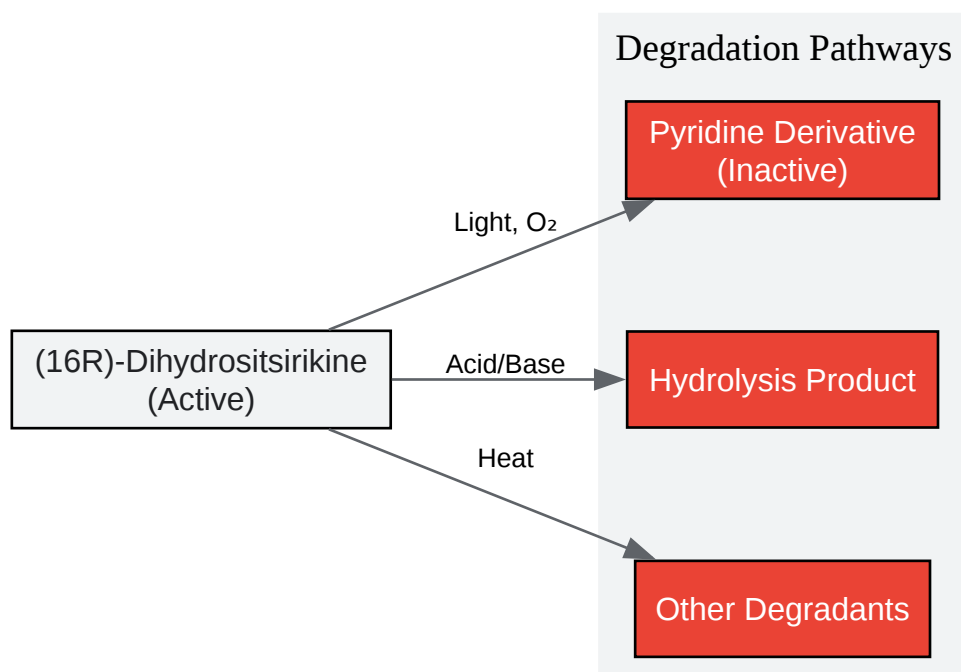 Degradation Pathways
Pyridine Derivative
(Inactive)
Light, O₂
(16R)-Dihydrositsirikine
(Active)
Acid/Base
Hydrolysis Product
Heat
Other Degradants